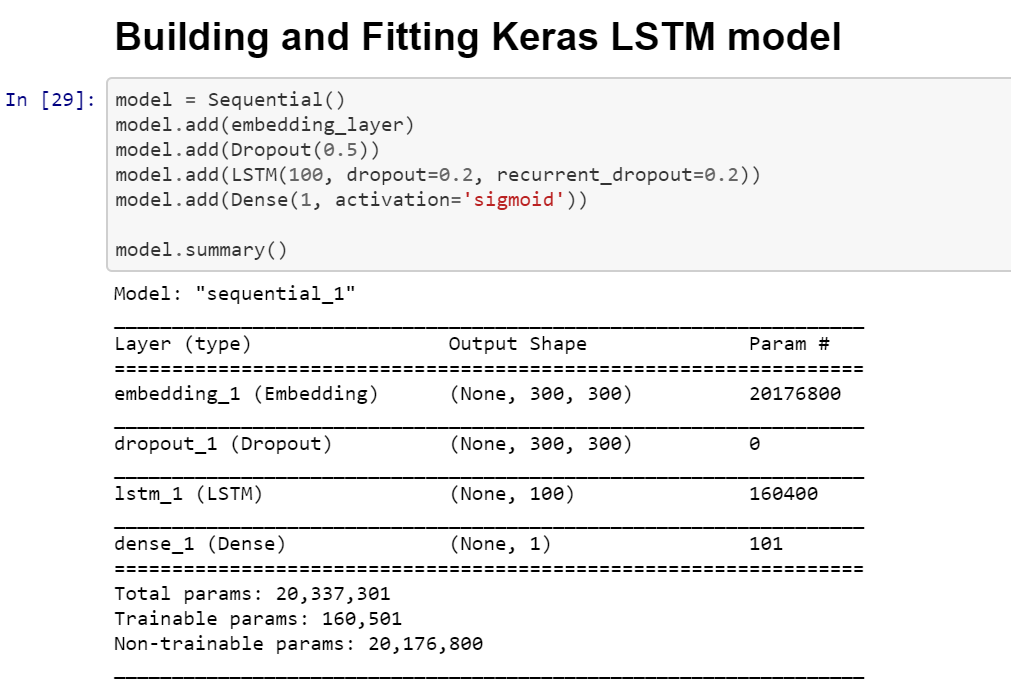 Building and Fitting Keras LSTM model
In [29]:
model = Sequential()
model.add(embedding_layer)
model.add(Dropout(0.5))
model.add(LSTM(100, dropout=0.2, recurrent_dropout=0.2))
model.add(Dense(1, activation='sigmoid'))
model.summary()
Model: "sequential_1"
_________________________________________________________________
Layer (type) Output Shape Param #
=================================================================
embedding_1 (Embedding) (None, 300, 300) 20176800
_________________________________________________________________
dropout_1 (Dropout) (None, 300, 300) 0
_________________________________________________________________
lstm_1 (LSTM) (None, 100) 160400
_________________________________________________________________
dense_1 (Dense) (None, 1) 101
=================================================================
Total params: 20,337,301
Trainable params: 160,501
Non-trainable params: 20,176,800
_________________________________________________________________